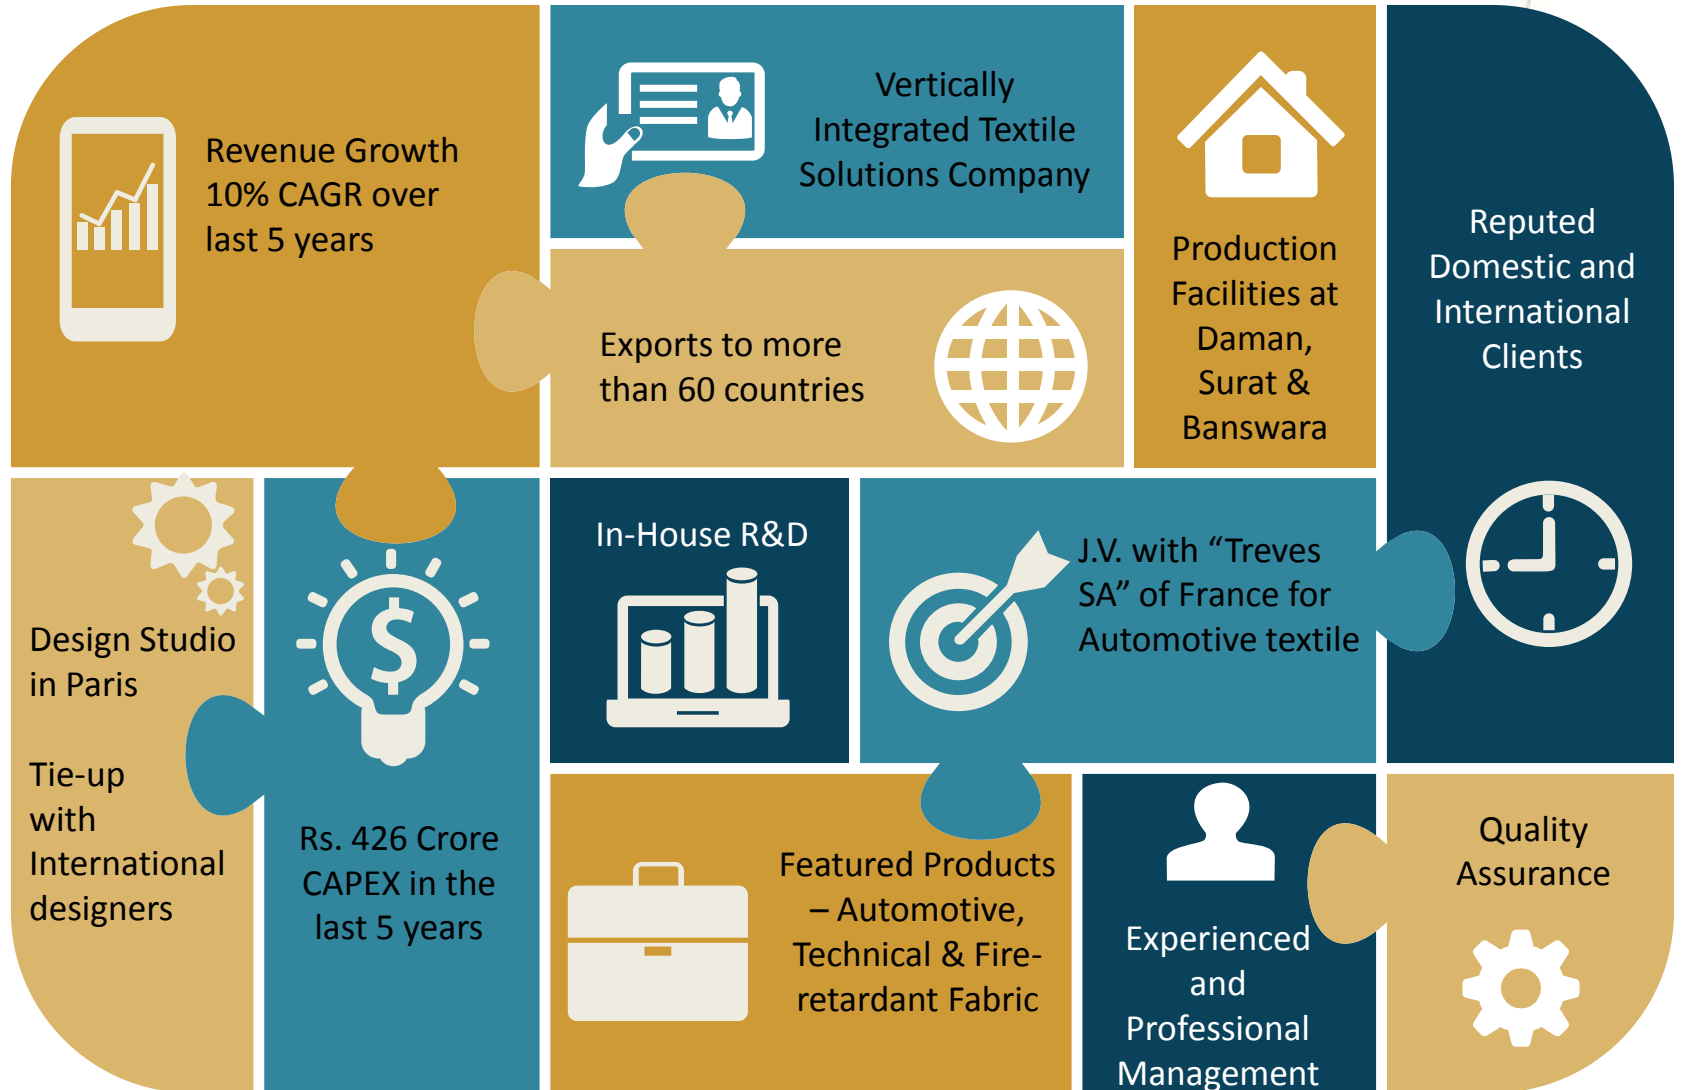 Revenue Growth
10% CAGR over
last 5 years
Vertically
Integrated Textile
Solutions Company
Exports to more
than 60 countries
Production
Facilities at
Daman,
Surat &
Banswara
Reputed
Domestic and
International
Clients
Design Studio
in Paris
Tie-up
with
International
designers
$
Rs. 426 Crore
CAPEX in the
last 5 years
In-House R&D
J.V. with “Treves
SA” of France for
Automotive textile
Featured Products
– Automotive,
Technical & Fire-
retardant Fabric
Experienced
and
Professional
Management
Quality
Assurance